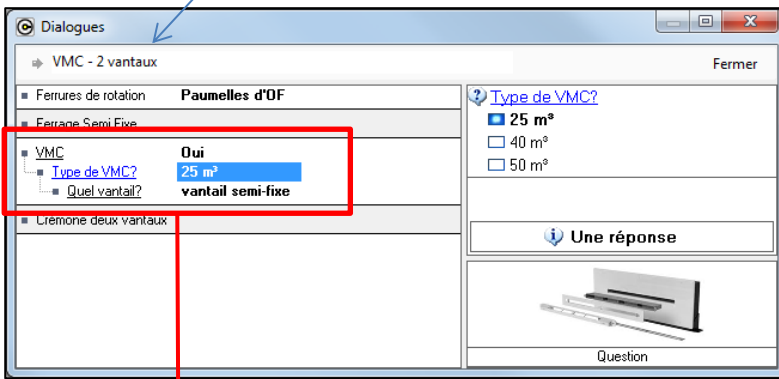 Dialogues
VMC - 2 vantaux
Fermer
Ferrures de rotation Paumelles d'OF
Ferrage Semi Fixe
VMC Oui
Type de VMC? 25 m³
Quel vantail? vantail semi-fixe
Crémone deux vantaux
Type de VMC?
25 m³
40 m³
50 m³
Une réponse
Question